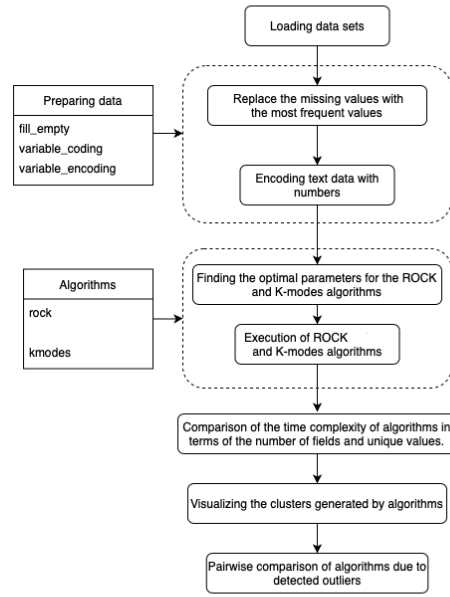 Loading data sets
Preparing data
fill_empty
variable_coding
variable_encoding
Replace the missing values with
the most frequent values
Encoding text data with
numbers
Algorithms
rock
kmodes
Finding the optimal parameters for the ROCK
and K-modes algorithms
Execution of ROCK
and K-modes algorithms
Comparison of the time complexity of algorithms in
terms of the number of fields and unique values.
Visualizing the clusters generated by algorithms
Pairwise comparison of algorithms due to
detected outliers